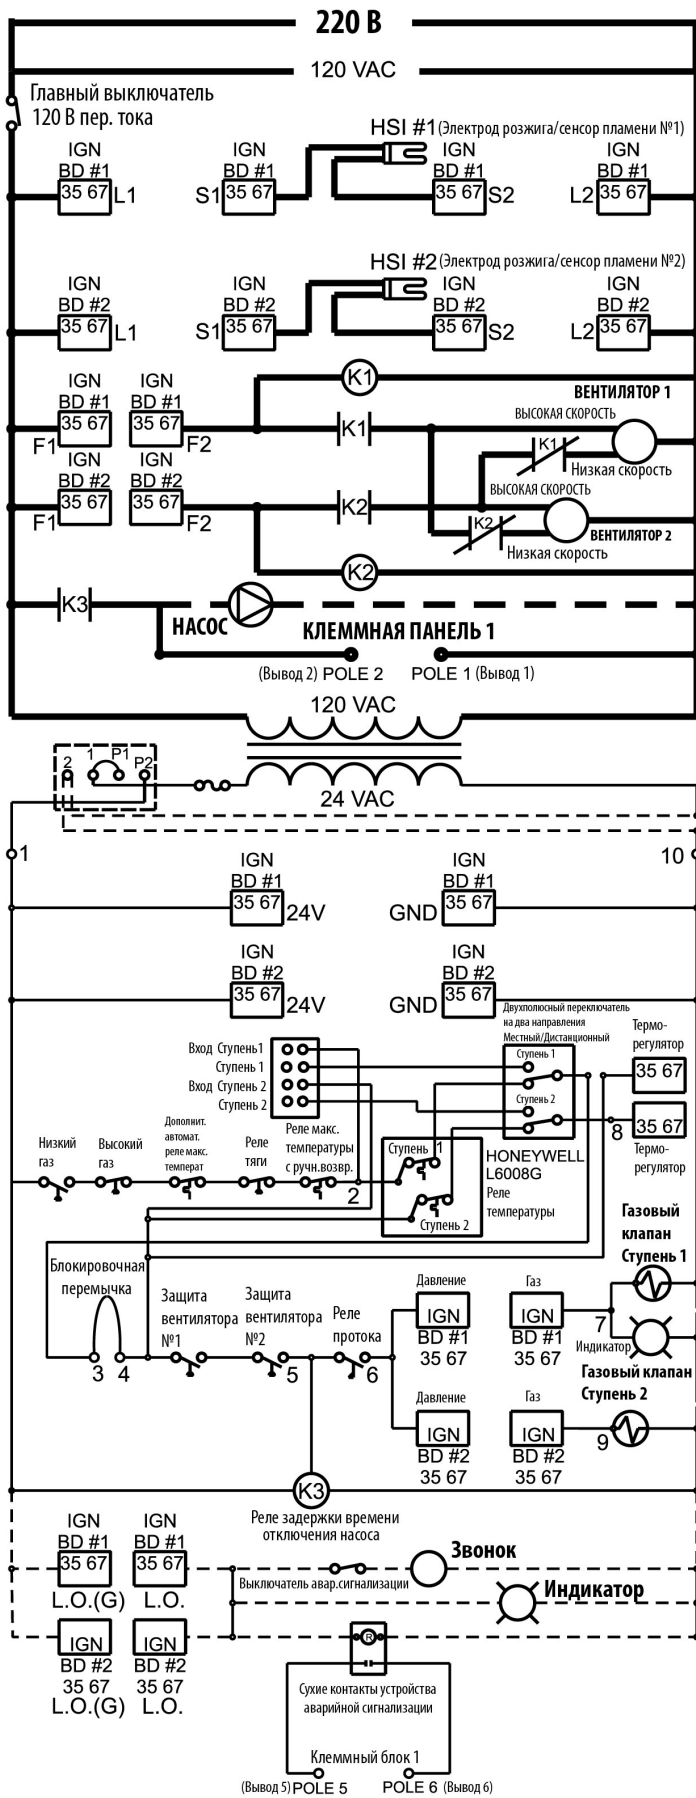 220 В
120 VAC
Главный выключатель
120 В пер. тока
HSI #1 (Электрод розжига/сенсор пламени №1)
IGN IGN IGN IGN
BD #1 BD #1 BD #1 BD #1
35 67 L1 S1 35 67 35 67 S2 L2 35 67
HSI #2 (Электрод розжига/сенсор пламени №2)
IGN IGN IGN IGN
BD #2 BD #2 BD #2 BD #2
35 67 L1 S1 35 67 35 67 S2 L2 35 67
K1
IGN IGN
BD #1 BD #1
35 67 35 67
F1 F2
ВЕНТИЛЯТОР 1
ВЫСОКАЯ СКОРОСТЬ
K1
K1
Низкая скорость
IGN IGN
BD #2 BD #2
35 67 35 67
F1 F2
ВЫСОКАЯ СКОРОСТЬ
K2
K2
ВЕНТИЛЯТОР 2
Низкая скорость
K2
K3
НАСОС
КЛЕММНАЯ ПАНЕЛЬ 1
(Вывод 2) POLE 2 POLE 1 (Вывод 1)
120 VAC
2 1 P1 P2
24 VAC
1 10
IGN IGN
BD #1 BD #1
35 67 24V GND 35 67
IGN IGN
BD #2 BD #2
35 67 24V GND 35 67
Двухполюсный переключатель
на два направления
Местный/Дистанционный
Термо-
регулятор
35 67
Вход Ступень1
Ступень 1
Вход Ступень 2
Ступень 2
Ступень 1
Ступень 2
35 67
8
Термо-
регулятор
Низкий
газ
Высокий
газ
Дополнит.
автомат.
реле макс.
температ
Реле
тяги
Реле макс.
температуры
с ручн.возвр.
2
Ступень 1
Ступень 2
HONEYWELL
L6008G
Реле
температуры
Газовый
клапан
Ступень 1
Блокировочная
перемычка
3 4
Защита
вентилятора
№1
Защита
вентилятора
№2
5
Реле
протока
6
Давление
IGN
BD #1
35 67
Газ
IGN
BD #1
35 67
7
Индикатор
Газовый клапан
Ступень 2
Давление
IGN
BD #2
35 67
Газ
IGN
BD #2
35 67
9
K3
Реле задержки времени
отключения насоса
IGN IGN
BD #1 BD #1
35 67 35 67
L.O.(G) L.O.
Звонок
Выключатель авар.сигнализации
Индикатор
IGN IGN
BD #2 BD #2
35 67 35 67
L.O.(G) L.O.
R
Сухие контакты устройства
аварийной сигнализации
Клеммный блок 1
(Вывод 5) POLE 5 POLE 6 (Вывод 6)